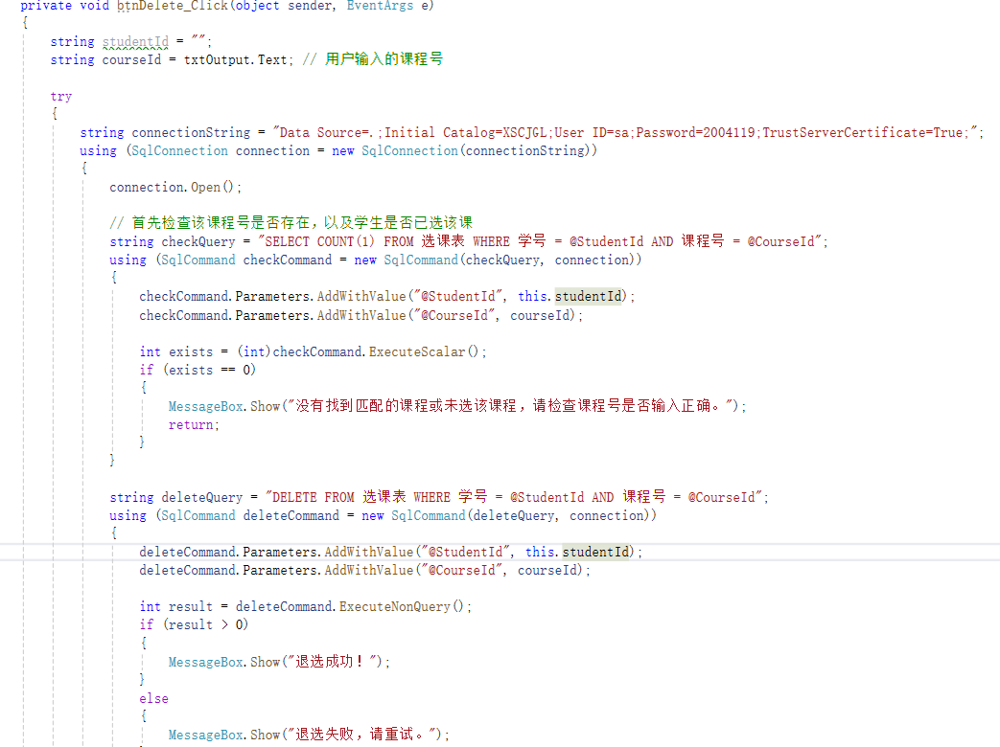 private void btnDelete_Click(object sender, EventArgs e)
{
string studentId = "";
string courseId = txtOutput.Text; // 用户输入的课程号
try
{
string connectionString = "Data Source=.;Initial Catalog=XSCJGL;User ID=sa;Password=2004119;TrustServerCertificate=True;";
using (SqlConnection connection = new SqlConnection(connectionString))
{
connection.Open();
// 首先检查该课程号是否存在，以及学生是否已选该课
string checkQuery = "SELECT COUNT(1) FROM 选课表 WHERE 学号 = @StudentId AND 课程号 = @CourseId";
using (SqlCommand checkCommand = new SqlCommand(checkQuery, connection))
{
checkCommand.Parameters.AddWithValue("@StudentId", this.studentId);
checkCommand.Parameters.AddWithValue("@CourseId", courseId);
int exists = (int)checkCommand.ExecuteScalar();
if (exists == 0)
{
MessageBox.Show("没有找到匹配的课程或未选该课程，请检查课程号是否输入正确。");
return;
}
}
string deleteQuery = "DELETE FROM 选课表 WHERE 学号 = @StudentId AND 课程号 = @CourseId";
using (SqlCommand deleteCommand = new SqlCommand(deleteQuery, connection))
{
deleteCommand.Parameters.AddWithValue("@StudentId", this.studentId);
deleteCommand.Parameters.AddWithValue("@CourseId", courseId);
int result = deleteCommand.ExecuteNonQuery();
if (result > 0)
{
MessageBox.Show("退选成功！");
}
else
{
MessageBox.Show("退选失败，请重试。");